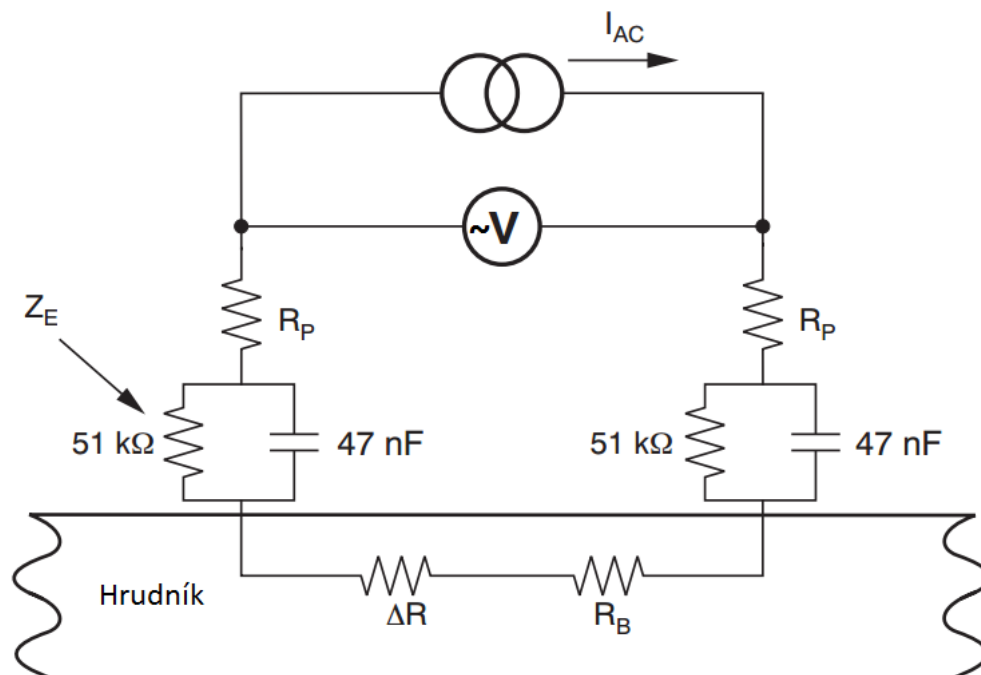 I_AC
~V
Z_E
R_P
R_P
51 kΩ
47 nF
51 kΩ
47 nF
Hrudník
ΔR
R_B